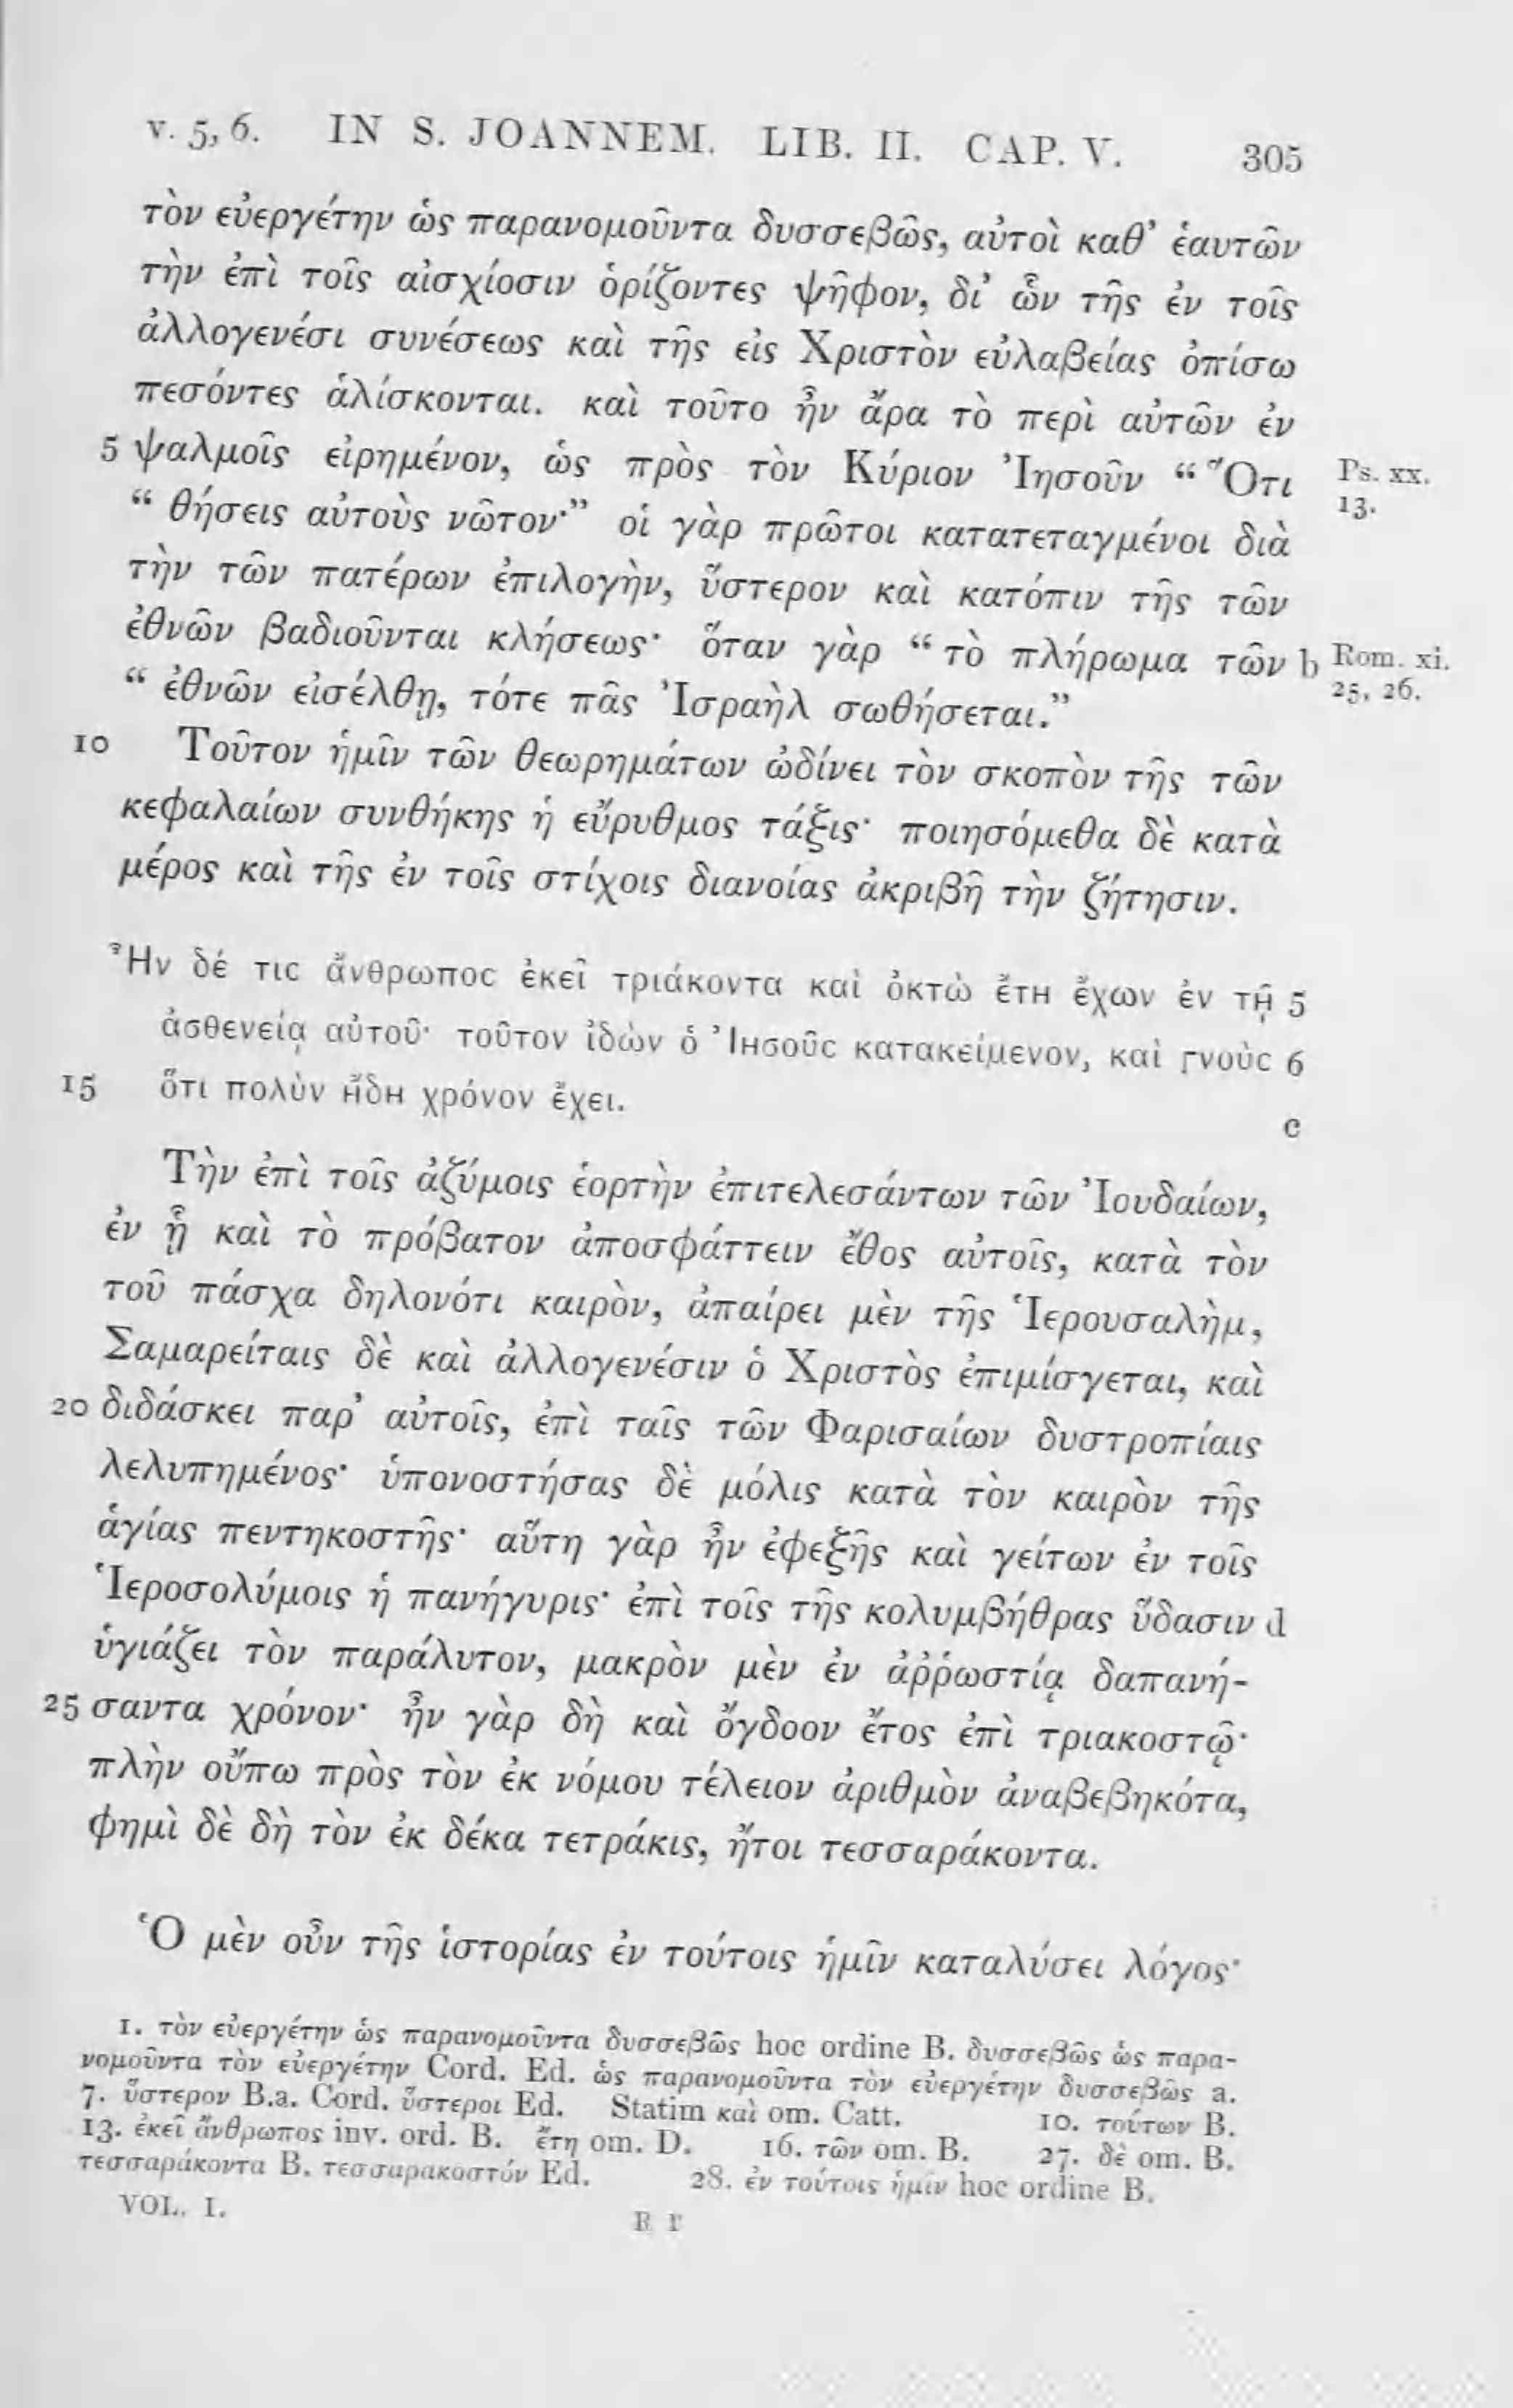 v. 5, 6. IN S. JOANNEM. LIB. II. CAP. V. 305
τὸν εὐεργέτην ὡς παρανομοῦντα δυσσεβῶς, αὐτοὶ καθ’ ἑαυτῶν
τὴν ἐπὶ τοῖς αἰσχίοσιν ὁρίζοντες ψῆφον, δι’ ὧν τῆς ἐν τοῖς
ἀλλογενέσι συνέσεως καὶ τῆς εἰς Χριστὸν εὐλαβείας ὀπίσω
πεσόντες ἁλίσκονται. καὶ τοῦτο ἦν ἄρα τὸ περὶ αὐτῶν ἐν
5 ψαλμοῖς εἰρημένον, ὡς πρὸς τὸν Κύριον Ἰησοῦν “ Ὅτι Ps. xx.
“ θήσεις αὐτοὺς νῶτον·” οἱ γὰρ πρῶτοι κατατεταγμένοι διὰ 13.
τὴν τῶν πατέρων ἐπιλογὴν, ὕστερον καὶ κατόπιν τῆς τῶν
ἐθνῶν βαδιοῦνται κλήσεως· ὅταν γὰρ “ τὸ πλήρωμα τῶν b Rom. xi.
“ ἐθνῶν εἰσέλθῃ, τότε πᾶς Ἰσραὴλ σωθήσεται.” 25, 26.
10 Τοῦτον ἡμῖν τῶν θεωρημάτων ὠδίνει τὸν σκοπὸν τῆς τῶν
κεφαλαίων συνθήκης ἡ εὔρυθμος τάξις· ποιησόμεθα δὲ κατὰ
μέρος καὶ τῆς ἐν τοῖς στίχοις διανοίας ἀκριβῆ τὴν ζήτησιν.
Ἦν δέ τις ἄνθρωπος ἐκεῖ τριάκοντα καὶ ὀκτὼ ἔτη ἔχων ἐν τῇ 5
ἀσθενείᾳ αὐτοῦ· τοῦτον ἰδὼν ὁ Ἰησοῦς κατακείμενον, καὶ γνοὺς 6
15 ὅτι πολὺν ἤδη χρόνον ἔχει.
c
Τὴν ἐπὶ τοῖς ἀζύμοις ἑορτὴν ἐπιτελεσάντων τῶν Ἰουδαίων,
ἐν ᾗ καὶ τὸ πρόβατον ἀποσφάττειν ἔθος αὐτοῖς, κατὰ τὸν
τοῦ πάσχα δηλονότι καιρὸν, ἀπαίρει μὲν τῆς Ἱερουσαλὴμ,
Σαμαρείταις δὲ καὶ ἀλλογενέσιν ὁ Χριστὸς ἐπιμίσγεται, καὶ
20 διδάσκει παρ’ αὐτοῖς, ἐπὶ ταῖς τῶν Φαρισαίων δυστροπίαις
λελυπημένος· ὑπονοστήσας δὲ μόλις κατὰ τὸν καιρὸν τῆς
ἁγίας πεντηκοστῆς· αὕτη γὰρ ἦν ἐφεξῆς καὶ γείτων ἐν τοῖς
Ἱεροσολύμοις ἡ πανήγυρις· ἐπὶ τοῖς τῆς κολυμβήθρας ὕδασιν d
ὑγιάζει τὸν παράλυτον, μακρὸν μὲν ἐν ἀῤῥωστίᾳ δαπανή-
25 σαντα χρόνον· ἦν γὰρ δὴ καὶ ὄγδοον ἔτος ἐπὶ τριακοστῷ·
πλὴν οὔπω πρὸς τὸν ἐκ νόμου τέλειον ἀριθμὸν ἀναβεβηκότα,
φημὶ δὲ δὴ τὸν ἐκ δέκα τετράκις, ἤτοι τεσσαράκοντα.
Ὁ μὲν οὖν τῆς ἱστορίας ἐν τούτοις ἡμῖν καταλύσει λόγος·
1. τὸν εὐεργέτην ὡς παρανομοῦντα δυσσεβῶς hoc ordine B. δυσσεβῶς ὡς παρα-
νομοῦντα τὸν εὐεργέτην Cord. Ed. ὡς παρανομοῦντα τὸν εὐεργέτην δυσσεβῶς a.
7. ὕστερον B.a. Cord. ὕστεροι Ed. Statim καὶ om. Catt. 10. τούτων B.
13. ἐκεῖ ἄνθρωπος inv. ord. B. ἔτη om. D. 16. τῶν om. B. 27. δὲ om. B.
τεσσαράκοντα B. τεσσαρακοστόν Ed. 28. ἐν τούτοις ἡμῖν hoc ordine B.
VOL. I. R r